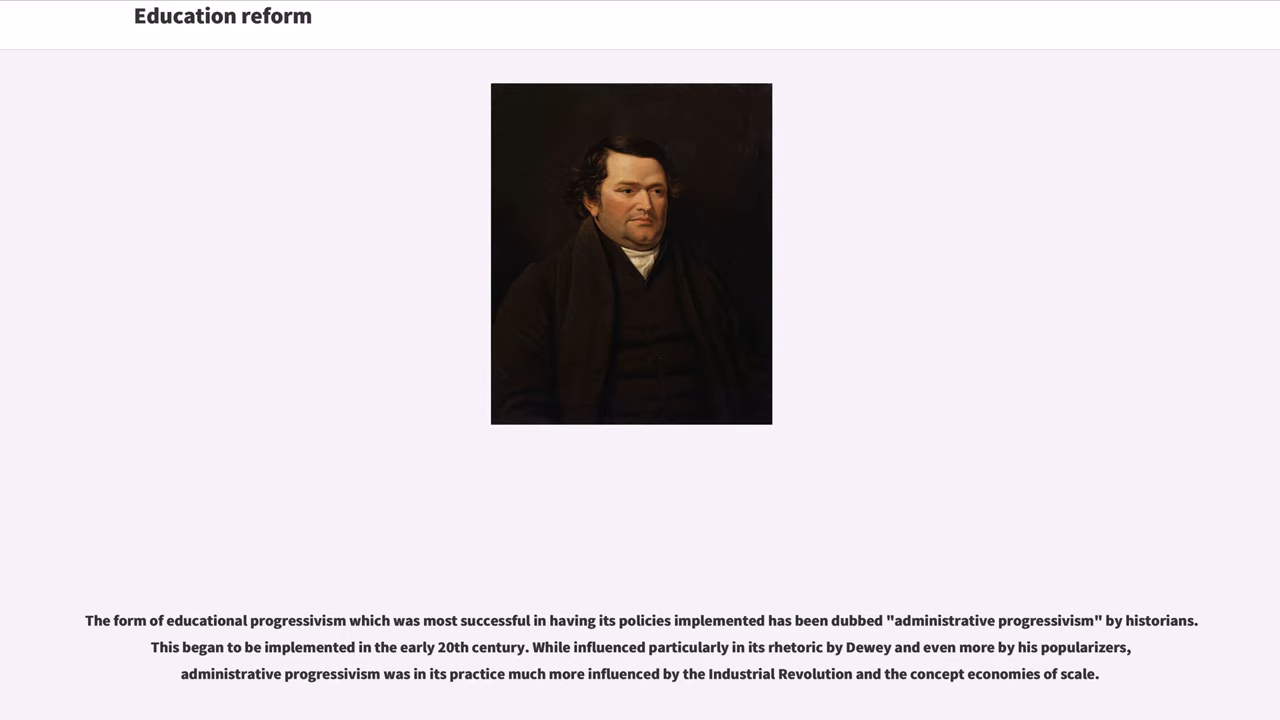 Education reform
The form of educational progressivism which was most successful in having its policies implemented has been dubbed "administrative progressivism" by historians.
This began to be implemented in the early 20th century. While influenced particularly in its rhetoric by Dewey and even more by his popularizers,
administrative progressivism was in its practice much more influenced by the Industrial Revolution and the concept economies of scale.